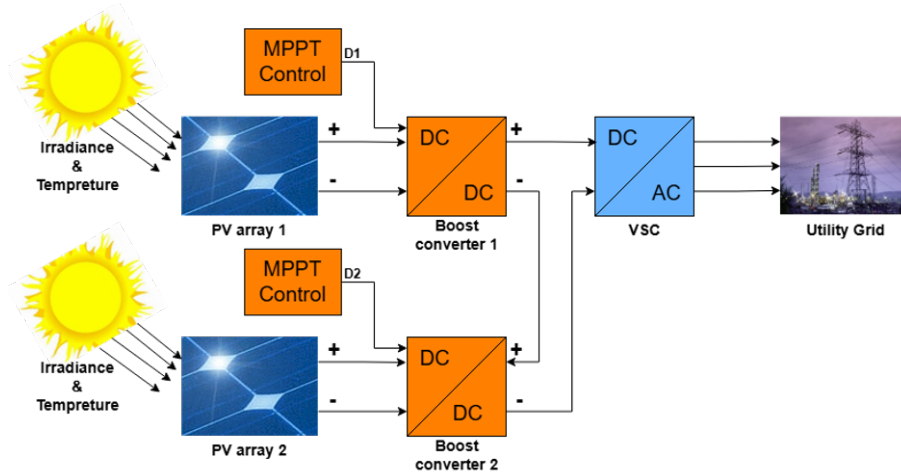 MPPT
Control
D1
Irradiance
&
Tempreture
+
-
DC
DC
+
-
DC
AC
PV array 1
Boost
converter 1
VSC
Utility Grid
MPPT
Control
D2
Irradiance
&
Tempreture
+
-
DC
DC
+
-
PV array 2
Boost
converter 2